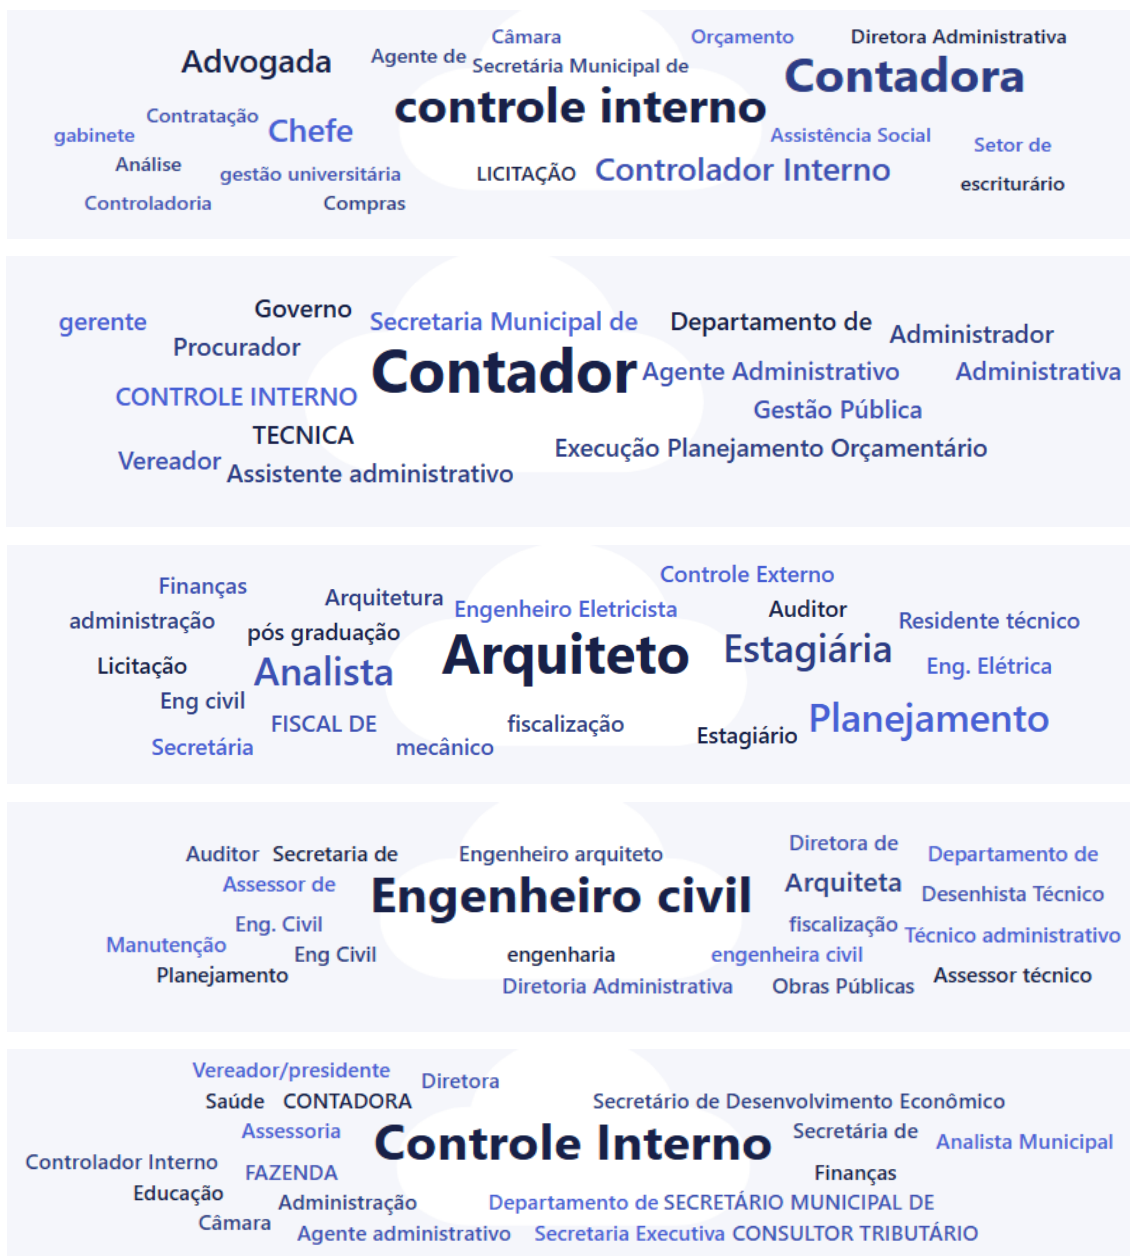 Câmara
Orçamento
Diretora Administrativa
Advogada
Agente de
Secretária Municipal de
Contadora
controle interno
Contratação
gabinete
Chefe
Assistência Social
Setor de
Análise
gestão universitária
LICITAÇÃO
Controlador Interno
escriturário
Controladoria
Compras
Governo
gerente
Secretaria Municipal de
Departamento de
Administrador
Procurador
Contador
Agente Administrativo
Administrativa
CONTROLE INTERNO
Gestão Pública
TECNICA
Execução Planejamento Orçamentário
Vereador
Assistente administrativo
Controle Externo
Finanças
Arquitetura
Engenheiro Eletricista
Auditor
administração
pós graduação
Residente técnico
Licitação
Analista
Arquiteto
Estagiária
Eng. Elétrica
Eng civil
FISCAL DE
fiscalização
Planejamento
Secretária
mecânico
Estagiário
Diretora de
Auditor
Secretaria de
Engenheiro arquiteto
Departamento de
Assessor de
Engenheiro civil
Arquiteta
Desenhista Técnico
Eng. Civil
fiscalização
Técnico administrativo
Manutenção
Eng Civil
engenharia
engenheira civil
Planejamento
Diretoria Administrativa
Obras Públicas
Assessor técnico
Vereador/presidente
Diretora
Saúde
CONTADORA
Secretário de Desenvolvimento Econômico
Assessoria
Controle Interno
Secretária de
Analista Municipal
Controlador Interno
FAZENDA
Finanças
Educação
Administração
Departamento de
SECRETÁRIO MUNICIPAL DE
Câmara
Agente administrativo
Secretaria Executiva
CONSULTOR TRIBUTÁRIO